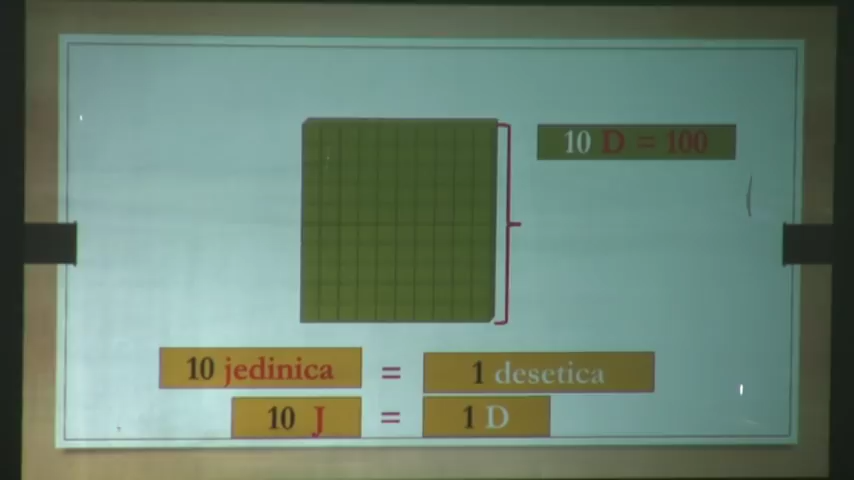 10 D = 100
10 jedinica = 1 desetica
10 J = 1 D